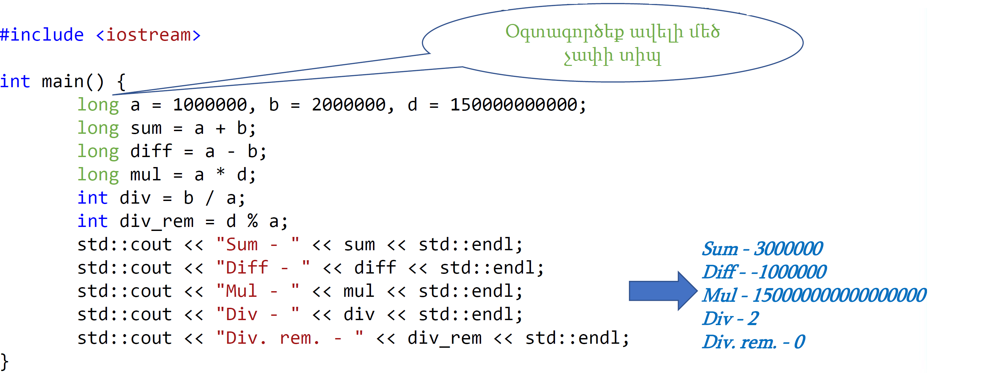 Օգտագործեք ավելի մեծ
չափի տիպ
#include <iostream>
int main() {
long a = 1000000, b = 2000000, d = 150000000000;
long sum = a + b;
long diff = a - b;
long mul = a * d;
int div = b / a;
int div_rem = d % a;
std::cout << "Sum - " << sum << std::endl;
std::cout << "Diff - " << diff << std::endl;
std::cout << "Mul - " << mul << std::endl;
std::cout << "Div - " << div << std::endl;
std::cout << "Div. rem. - " << div_rem << std::endl;
}
Sum - 3000000
Diff - -1000000
Mul - 150000000000000000
Div - 2
Div. rem. - 0